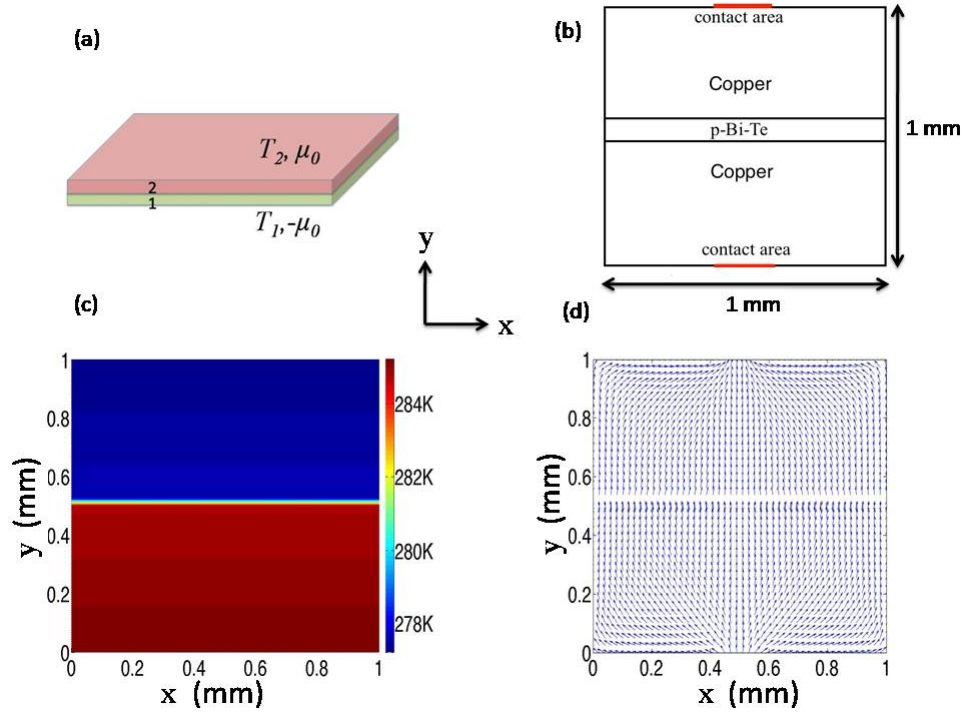 (a)
T2, μ0
2
1
T1,-μ0
(b)
contact area
Copper
p-Bi-Te
Copper
contact area
1 mm
1 mm
y
x
(c)
1
0.8
0.6
0.4
0.2
0
y (mm)
0 0.2 0.4 0.6 0.8 1
x (mm)
284K
282K
280K
278K
(d)
1
0.8
0.6
0.4
0.2
0
y (mm)
0 0.2 0.4 0.6 0.8 1
x (mm)